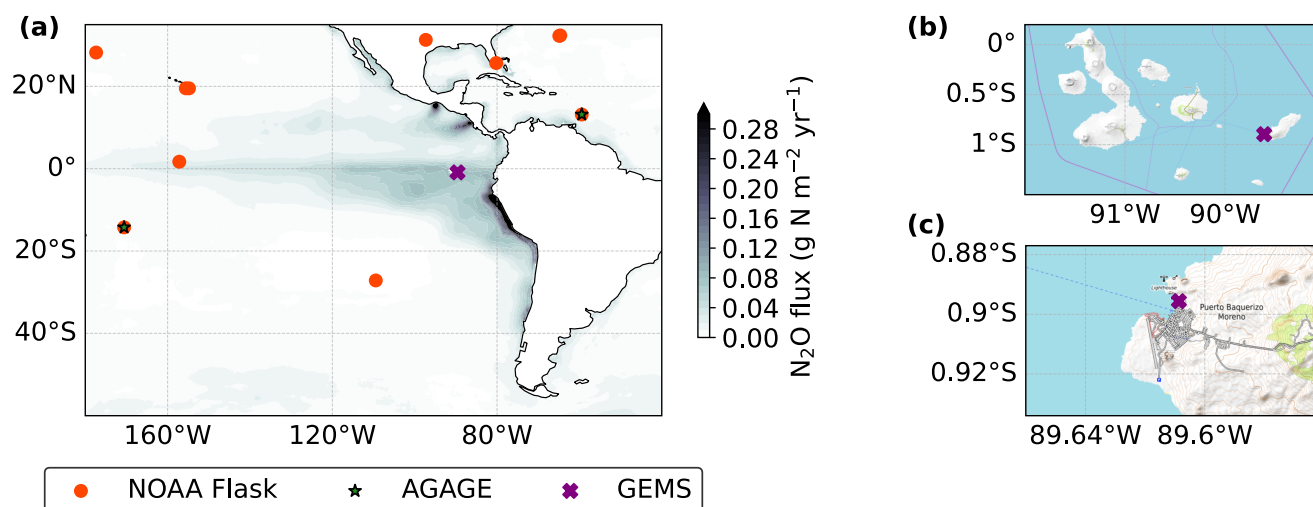 (a)
20°N
0°
20°S
40°S
160°W 120°W 80°W
0.28
0.24
0.20
0.16
0.12
0.08
0.04
0.00
N₂O flux (g N m⁻² yr⁻¹)
(b)
0°
0.5°S
1°S
91°W 90°W
(c)
0.88°S
0.9°S
0.92°S
Lighthouse
Puerto Baquerizo
Moreno
89.64°W 89.6°W
NOAA Flask AGAGE GEMS